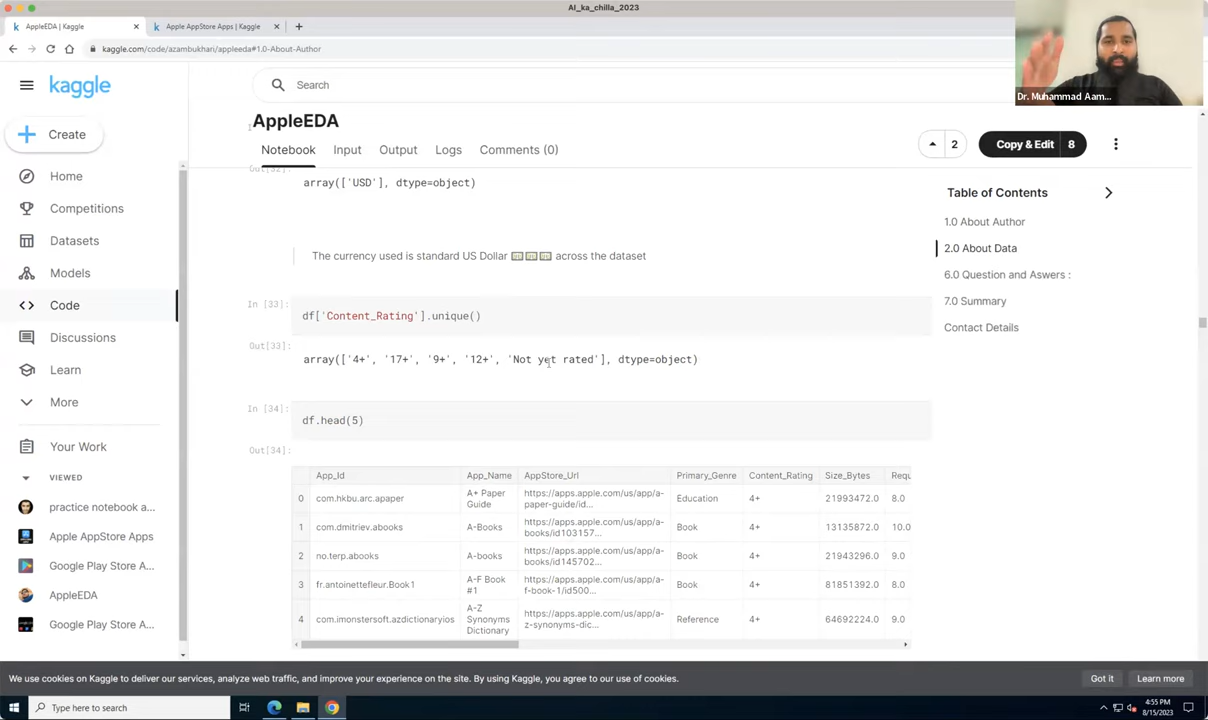 AI_ka_chilla_2023
AppleEDA | Kaggle
Apple AppStore Apps | Kaggle
kaggle.com/code/azambukhari/appleeda#1.0-About-Author
kaggle
Search
Dr. Muhammad Aam...
Create
AppleEDA
Notebook Input Output Logs Comments (0)
2
Copy & Edit 8
Home
Competitions
Datasets
Models
Code
Discussions
Learn
More
Your Work
VIEWED
practice notebook a...
Apple AppStore Apps
Google Play Store A...
AppleEDA
Google Play Store A...
Out[32]:
array(['USD'], dtype=object)
The currency used is standard US Dollar 💵💵💵 across the dataset
In [33]:
df['Content_Rating'].unique()
Out[33]:
array(['4+', '17+', '9+', '12+', 'Not yet rated'], dtype=object)
In [34]:
df.head(5)
Out[34]:
App_Id App_Name AppStore_Url Primary_Genre Content_Rating Size_Bytes Requ
0 com.hkbu.arc.apaper A+ Paper Guide https://apps.apple.com/us/app/a-paper-guide/id... Education 4+ 21993472.0 8.0
1 com.dmitriev.abooks A-Books https://apps.apple.com/us/app/a-books/id103157... Book 4+ 13135872.0 10.0
2 no.terp.abooks A-books https://apps.apple.com/us/app/a-books/id145702... Book 4+ 21943296.0 9.0
3 fr.antoinettefleur.Book1 A-F Book #1 https://apps.apple.com/us/app/a-f-book-1/id500... Book 4+ 81851392.0 8.0
4 com.imonstersoft.azdictionaryios A-Z Synonyms Dictionary https://apps.apple.com/us/app/a-z-synonyms-dic... Reference 4+ 64692224.0 9.0
Table of Contents
1.0 About Author
2.0 About Data
6.0 Question and Aswers :
7.0 Summary
Contact Details
We use cookies on Kaggle to deliver our services, analyze web traffic, and improve your experience on the site. By using Kaggle, you agree to our use of cookies.
Got it
Learn more
Type here to search
4:55 PM
8/15/2023